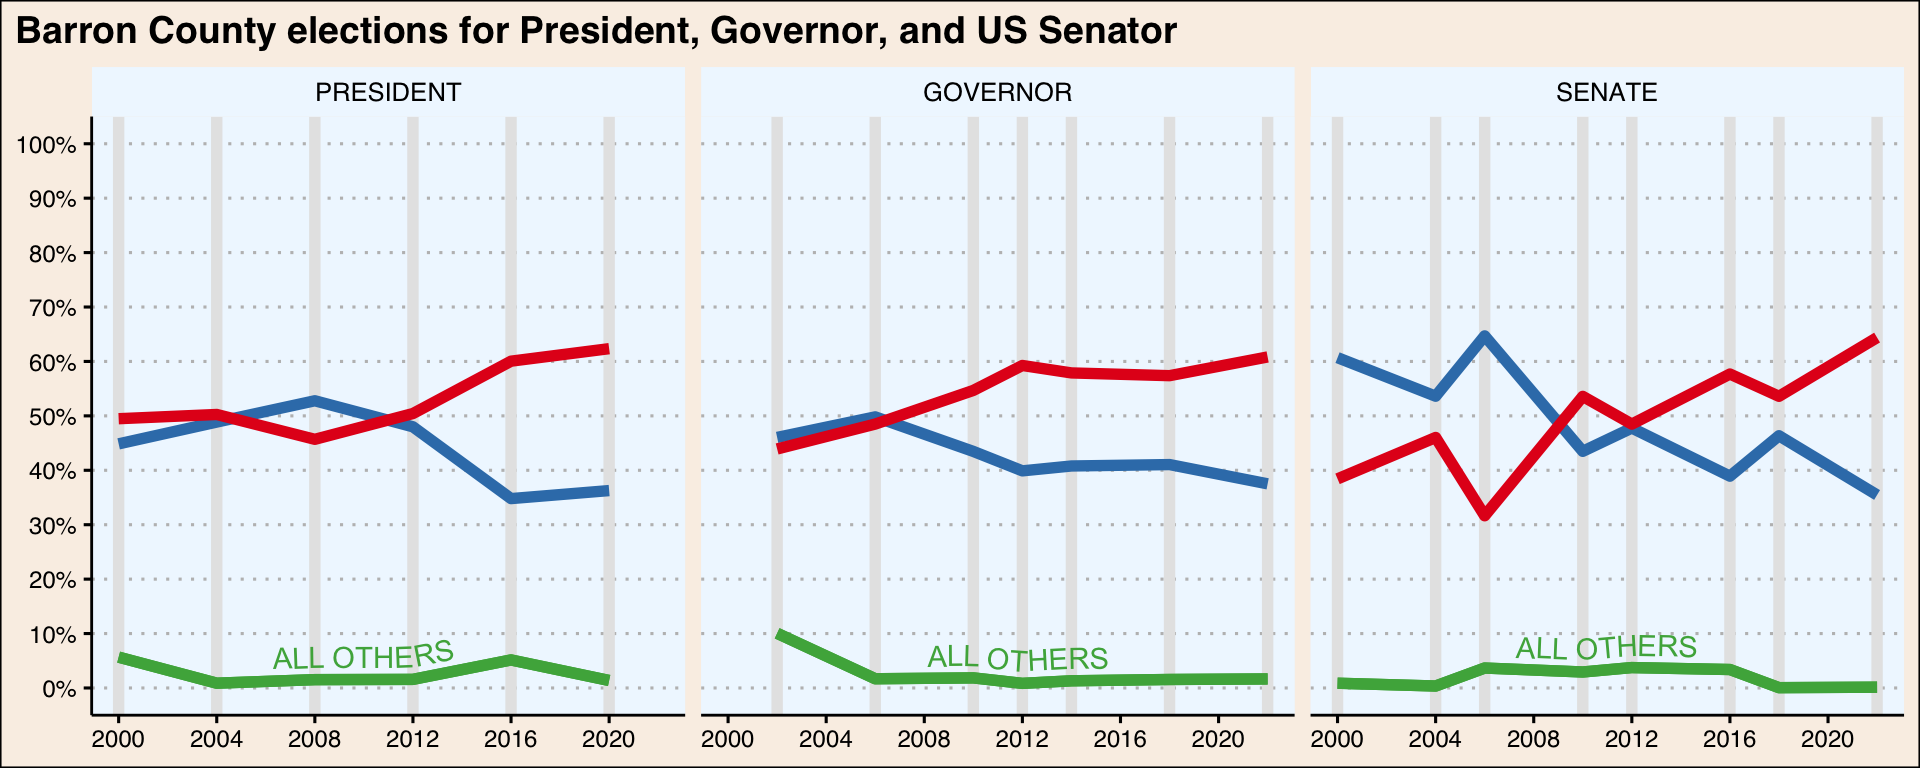 Barron County elections for President, Governor, and US Senator
PRESIDENT
GOVERNOR
SENATE
100%
90%
80%
70%
60%
50%
40%
30%
20%
10%
0%
ALL OTHERS
ALL OTHERS
ALL OTHERS
2000 2004 2008 2012 2016 2020
2000 2004 2008 2012 2016 2020
2000 2004 2008 2012 2016 2020